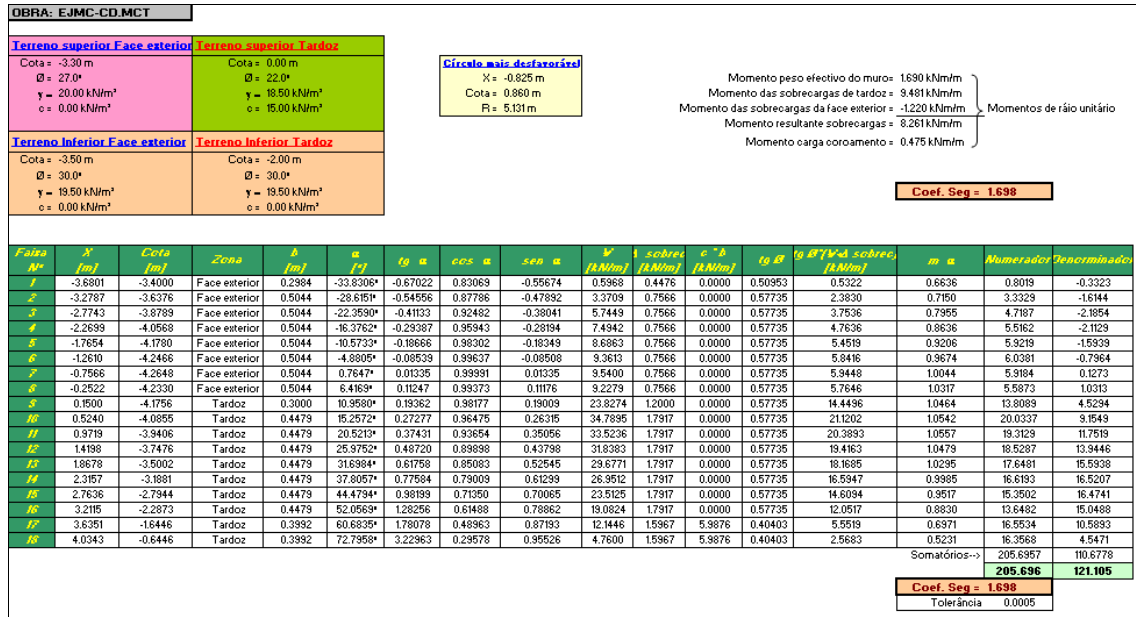 OBRA: EJMC-CD.MCT
Terreno superior Face exterior Terreno superior Tardoz
Cota = -3.30 m Cota = 0.00 m
Ø = 27.0º Ø = 22.0º
γ = 20.00 kN/m³ γ = 18.50 kN/m³
c = 0.00 kN/m² c = 15.00 kN/m²
Terreno Inferior Face exterior Terreno Inferior Tardoz
Cota = -3.50 m Cota = -2.00 m
Ø = 30.0º Ø = 30.0º
γ = 19.50 kN/m³ γ = 19.50 kN/m³
c = 0.00 kN/m² c = 0.00 kN/m²
Círculo mais desfavorável
X = -0.825 m
Cota = 0.860 m
R = 5.131 m
Momento peso efectivo do muro= 1.690 kNm/m
Momento das sobrecargas de tardoz = 9.481 kNm/m
Momento das sobrecargas da face exterior = -1.220 kNm/m
Momento resultante sobrecargas = 8.261 kNm/m
Momento carga coroamento = 0.475 kNm/m
Momentos de ráio unitário
Coef. Seg = 1.698
Faixa X Cota Zona b α tg α cos α sen α W Δ sobrec c*b tg Ø tg Ø*(W+Δ sobrec) m α Numerador Denorminador
Nº [m] [m] [m] [º] [kN/m] [kN/m] [kN/m] [kN/m]
1 -3.6801 -3.4000 Face exterior 0.2984 -33.8306º -0.67022 0.83069 -0.55674 0.5968 0.4476 0.0000 0.50953 0.5322 0.6636 0.8019 -0.3323
2 -3.2787 -3.6376 Face exterior 0.5044 -28.6151º -0.54556 0.87786 -0.47892 3.3709 0.7566 0.0000 0.57735 2.3830 0.7150 3.3329 -1.6144
3 -2.7743 -3.8789 Face exterior 0.5044 -22.3590º -0.41133 0.92482 -0.38041 5.7449 0.7566 0.0000 0.57735 3.7536 0.7955 4.7187 -2.1854
4 -2.2699 -4.0568 Face exterior 0.5044 -16.3762º -0.29387 0.95943 -0.28194 7.4942 0.7566 0.0000 0.57735 4.7636 0.8636 5.5162 -2.1129
5 -1.7654 -4.1780 Face exterior 0.5044 -10.5733º -0.18666 0.98302 -0.18349 8.6863 0.7566 0.0000 0.57735 5.4519 0.9206 5.9219 -1.5939
6 -1.2610 -4.2466 Face exterior 0.5044 -4.8805º -0.08539 0.99637 -0.08508 9.3613 0.7566 0.0000 0.57735 5.8416 0.9674 6.0381 -0.7964
7 -0.7566 -4.2648 Face exterior 0.5044 0.7647º 0.01335 0.99991 0.01335 9.5400 0.7566 0.0000 0.57735 5.9448 1.0044 5.9184 0.1273
8 -0.2522 -4.2330 Face exterior 0.5044 6.4169º 0.11247 0.99373 0.11176 9.2279 0.7566 0.0000 0.57735 5.7646 1.0317 5.5873 1.0313
9 0.1500 -4.1756 Tardoz 0.3000 10.9580º 0.19362 0.98177 0.19009 23.8274 1.2000 0.0000 0.57735 14.4496 1.0464 13.8089 4.5294
10 0.5240 -4.0855 Tardoz 0.4479 15.2572º 0.27277 0.96475 0.26315 34.7895 1.7917 0.0000 0.57735 21.1202 1.0542 20.0337 9.1549
11 0.9719 -3.9406 Tardoz 0.4479 20.5213º 0.37431 0.93654 0.35056 33.5236 1.7917 0.0000 0.57735 20.3893 1.0557 19.3129 11.7519
12 1.4198 -3.7476 Tardoz 0.4479 25.9752º 0.48720 0.89898 0.43798 31.8383 1.7917 0.0000 0.57735 19.4163 1.0479 18.5287 13.9446
13 1.8678 -3.5002 Tardoz 0.4479 31.6984º 0.61758 0.85083 0.52545 29.6771 1.7917 0.0000 0.57735 18.1685 1.0295 17.6481 15.5938
14 2.3157 -3.1881 Tardoz 0.4479 37.8057º 0.77584 0.79009 0.61299 26.9512 1.7917 0.0000 0.57735 16.5947 0.9985 16.6193 16.5207
15 2.7636 -2.7944 Tardoz 0.4479 44.4794º 0.98199 0.71350 0.70065 23.5125 1.7917 0.0000 0.57735 14.6094 0.9517 15.3502 16.4741
16 3.2115 -2.2873 Tardoz 0.4479 52.0569º 1.28256 0.61488 0.78862 19.0824 1.7917 0.0000 0.57735 12.0517 0.8830 13.6482 15.0488
17 3.6351 -1.6446 Tardoz 0.3992 60.6835º 1.78078 0.48963 0.87193 12.1446 1.5967 5.9876 0.40403 5.5519 0.6971 16.5534 10.5893
18 4.0343 -0.6446 Tardoz 0.3992 72.7958º 3.22963 0.29578 0.95526 4.7600 1.5967 5.9876 0.40403 2.5683 0.5231 16.3568 4.5471
Somatórios--> 205.6957 110.6778
205.696 121.105
Coef. Seg = 1.698
Tolerância 0.0005